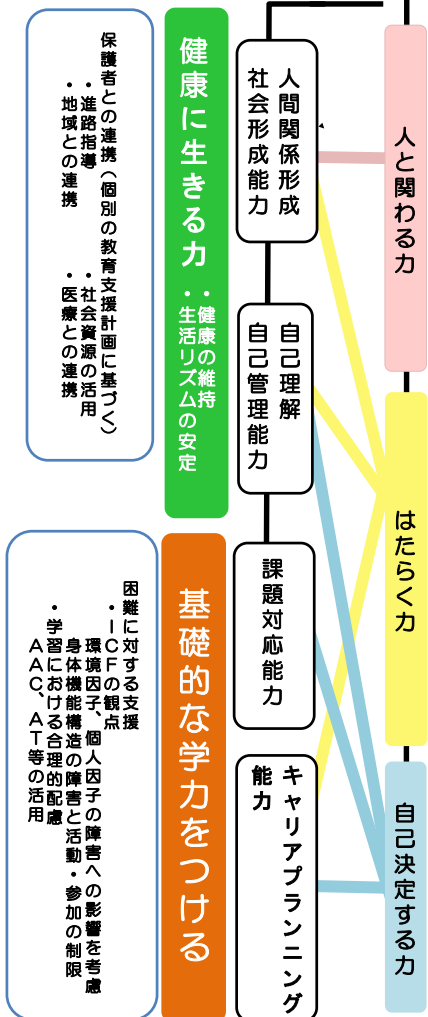 人と関わる力
はたらく力
自己決定する力
人間関係形成
社会形成能力
自己理解
自己管理能力
課題対応能力
キャリアプランニング
能力
健康に生きる力
・健康の維持
・生活リズムの安定
基礎的な学力をつける
保護者との連携（個別の教育支援計画に基づく）
・進路指導
・社会資源の活用
・地域との連携
・医療との連携
困難に対する支援
・ICFの観点
環境因子、個人因子の障害への影響を考慮
身体機能構造の障害と活動・参加の制限
・学習における合理的配慮
AAC、AT等の活用